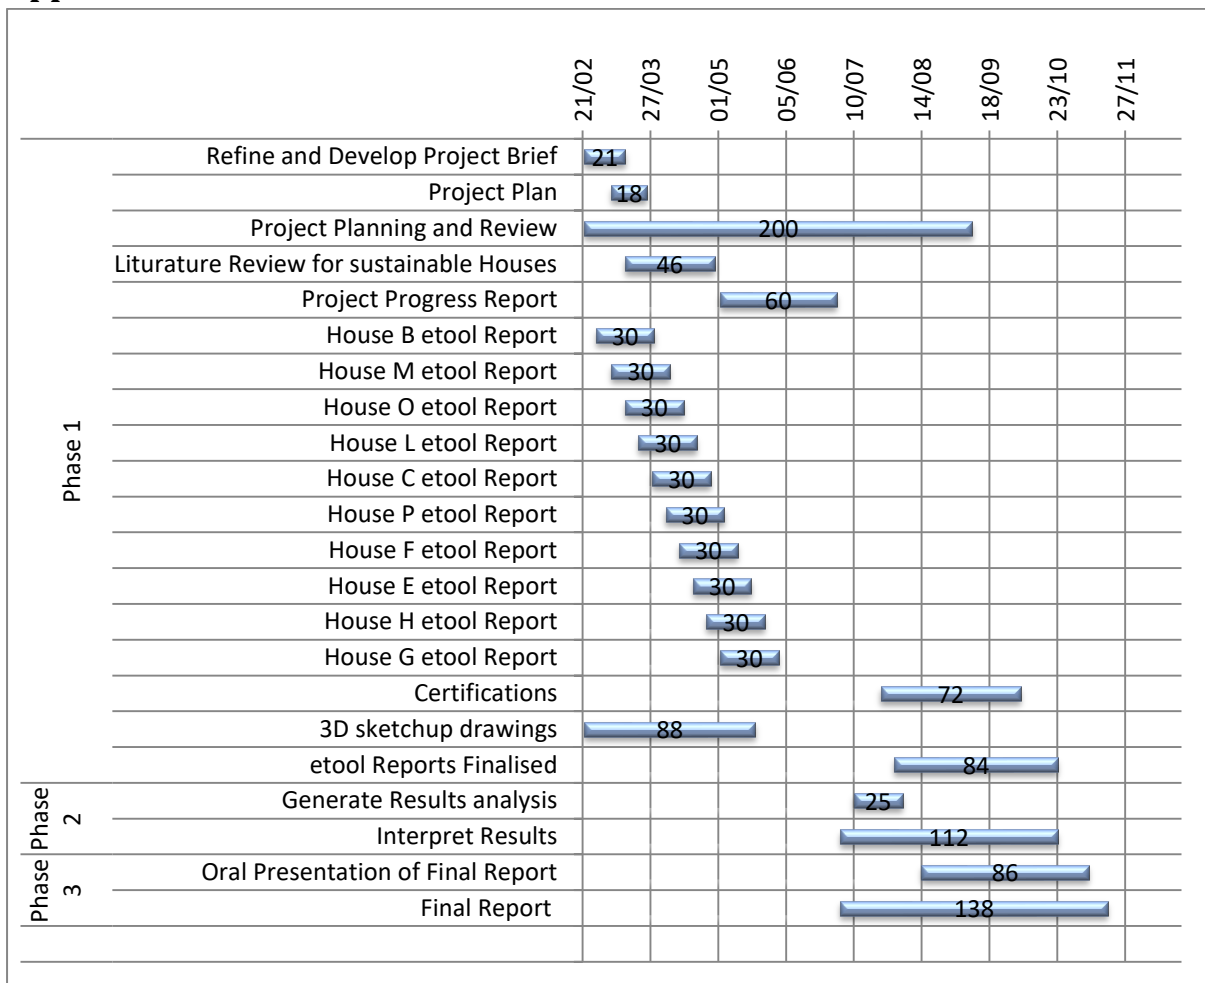 21/02 27/03 01/05 05/06 10/07 14/08 18/09 23/10 27/11
Phase 1
Refine and Develop Project Brief 21
Project Plan 18
Project Planning and Review 200
Liturature Review for sustainable Houses 46
Project Progress Report 60
House B etool Report 30
House M etool Report 30
House O etool Report 30
House L etool Report 30
House C etool Report 30
House P etool Report 30
House F etool Report 30
House E etool Report 30
House H etool Report 30
House G etool Report 30
Certifications 72
3D sketchup drawings 88
etool Reports Finalised 84
Phase 2
Generate Results analysis 25
Interpret Results 112
Phase 3
Oral Presentation of Final Report 86
Final Report 138